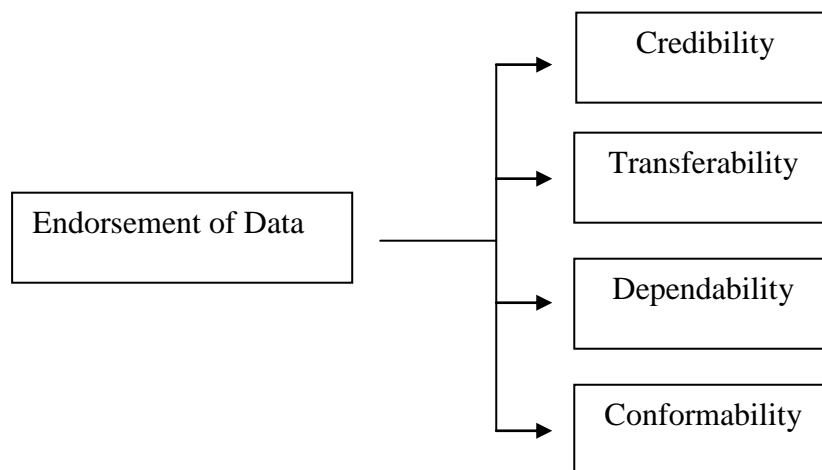 Credibility
Transferability
Endorsement of Data
Dependability
Conformability